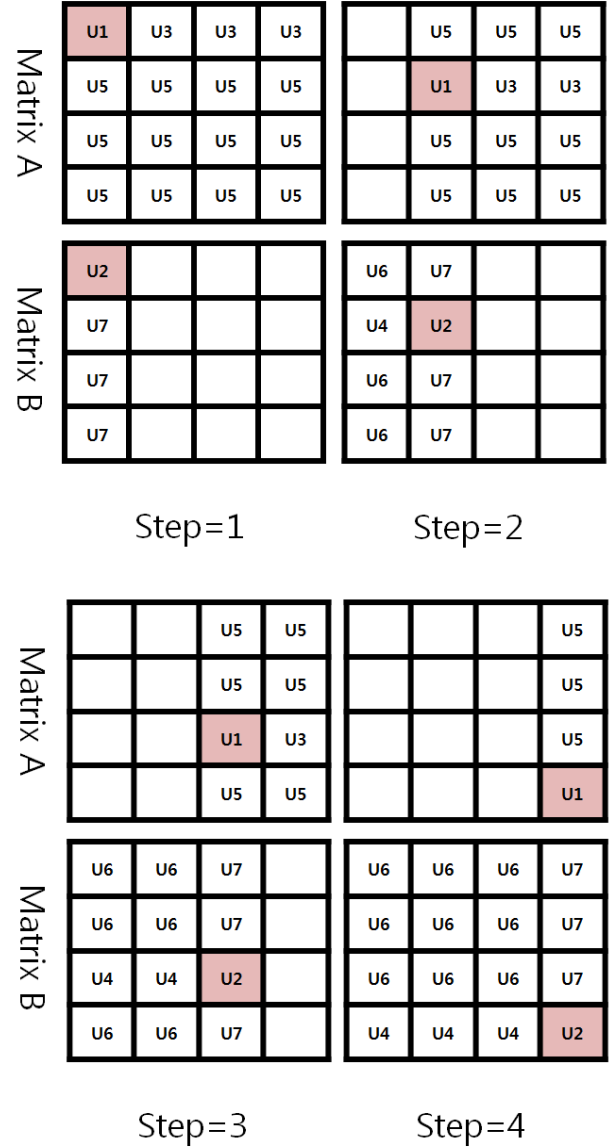 Matrix A
U1 U3 U3 U3
U5 U5 U5 U5
U5 U5 U5 U5
U5 U5 U5 U5
U5 U5 U5
U1 U3 U3
U5 U5 U5
U5 U5 U5
Matrix B
U2
U7
U7
U7
U6 U7
U4 U2
U6 U7
U6 U7
Step=1
Step=2
Matrix A
U5 U5
U5 U5
U1 U3
U5 U5
U5
U5
U5
U1
Matrix B
U6 U6 U7
U6 U6 U7
U4 U4 U2
U6 U6 U7
U6 U6 U6 U7
U6 U6 U6 U7
U6 U6 U6 U7
U4 U4 U4 U2
Step=3
Step=4